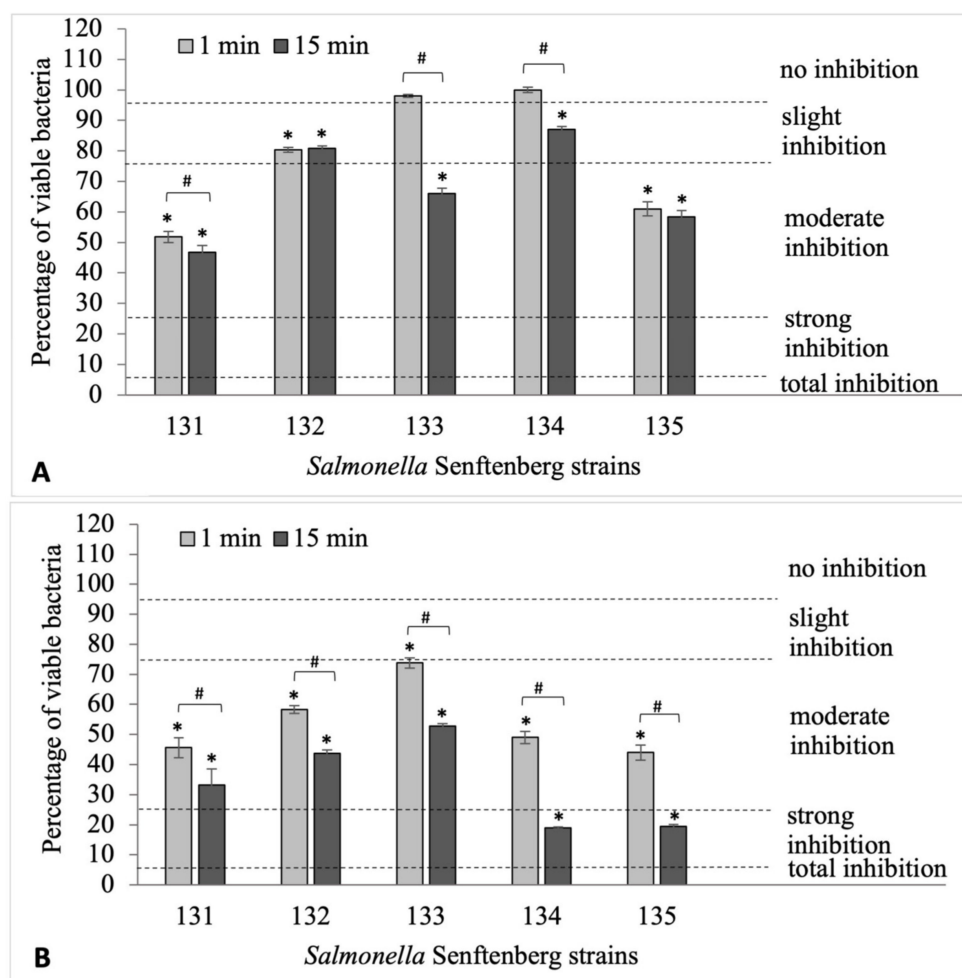 120
110
100
90
80
70
60
50
40
30
20
10
0
Percentage of viable bacteria
1 min 15 min
#
#
#
* *
* *
*
*
* *
no inhibition
slight
inhibition
moderate
inhibition
strong
inhibition
total inhibition
131 132 133 134 135
Salmonella Senftenberg strains
A
120
110
100
90
80
70
60
50
40
30
20
10
0
Percentage of viable bacteria
1 min 15 min
#
#
#
#
#
* *
* *
* *
* *
* *
no inhibition
slight
inhibition
moderate
inhibition
strong
inhibition
total inhibition
131 132 133 134 135
Salmonella Senftenberg strains
B